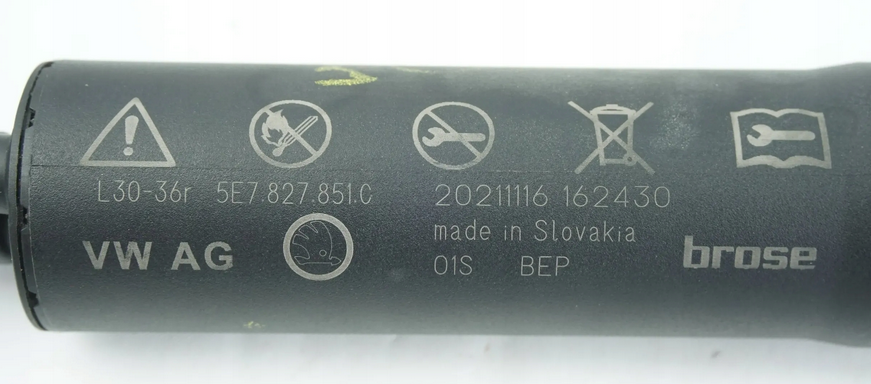 L30-36r 5E7.827.851.C 20211116 162430
made in Slovakia
VW AG
brose
01S BEP